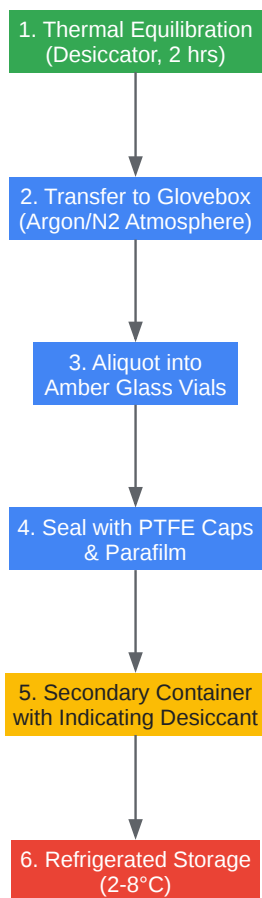 1. Thermal Equilibration
(Desiccator, 2 hrs)
2. Transfer to Glovebox
(Argon/N2 Atmosphere)
3. Aliquot into
Amber Glass Vials
4. Seal with PTFE Caps
& Parafilm
5. Secondary Container
with Indicating Desiccant
6. Refrigerated Storage
(2-8°C)